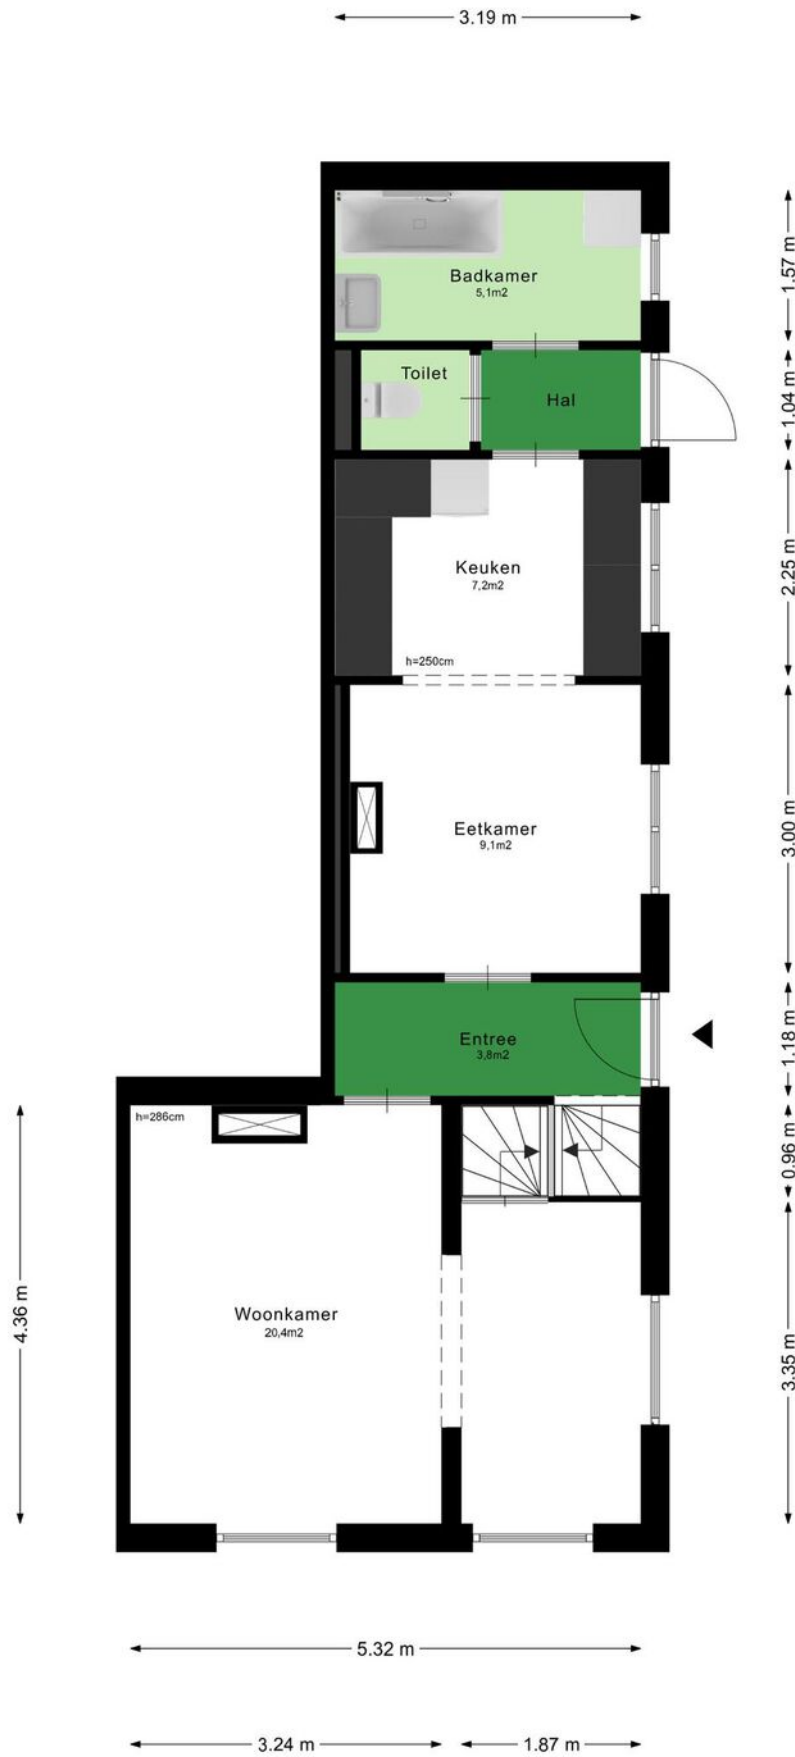 3.19 m
Badkamer
5,1m2
1.57 m
Toilet
Hal
1.04 m
Keuken
7,2m2
h=250cm
2.25 m
Eetkamer
9,1m2
3.00 m
Entree
3,8m2
1.18 m
h=286cm
0.96 m
Woonkamer
20,4m2
4.36 m
3.35 m
5.32 m
3.24 m
1.87 m